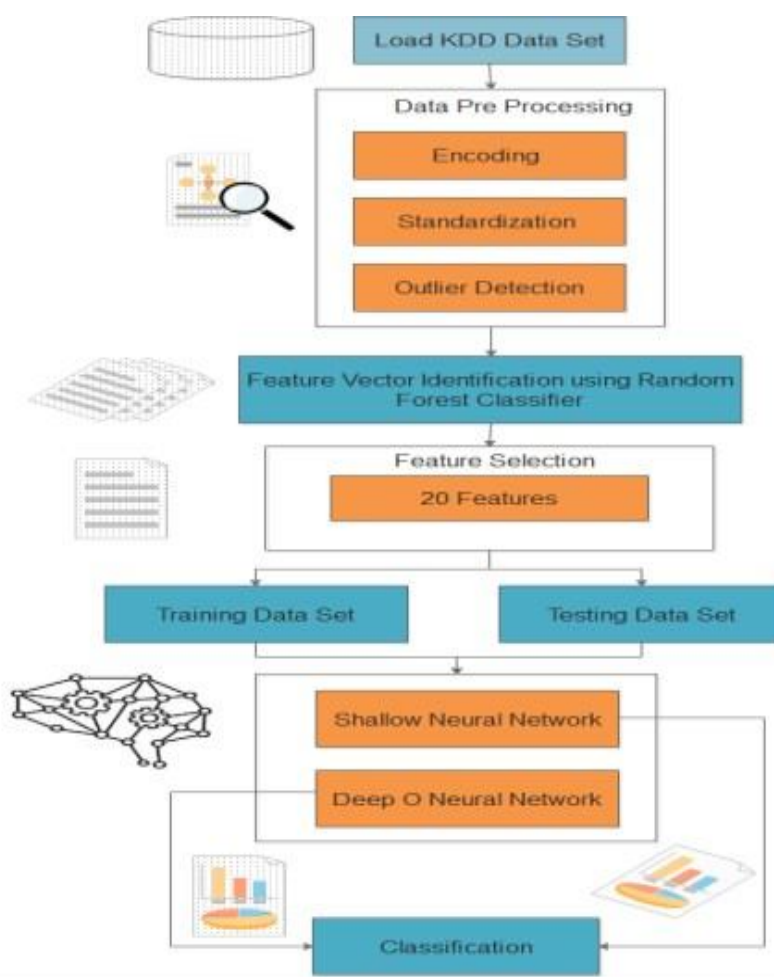 Load KDD Data Set
Data Pre Processing
Encoding
Standardization
Outlier Detection
Feature Vector Identification using Random
Forest Classifier
Feature Selection
20 Features
Training Data Set
Testing Data Set
Shallow Neural Network
Deep O Neural Network
Classification